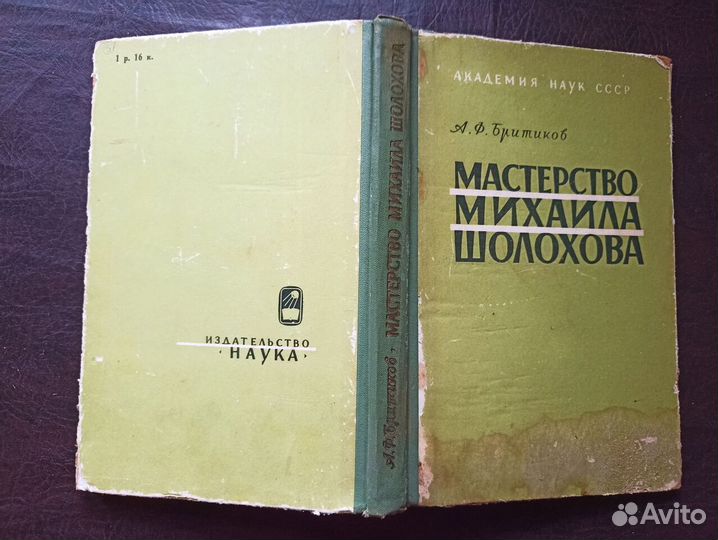 1 р. 16 к.
ИЗДАТЕЛЬСТВО
«НАУКА»
А.Ф.Бритиков · МАСТЕРСТВО МИХАИЛА ШОЛОХОВА
АКАДЕМИЯ НАУК СССР
А.Ф.Бритиков
МАСТЕРСТВО
МИХАИЛА
ШОЛОХОВА
Avito